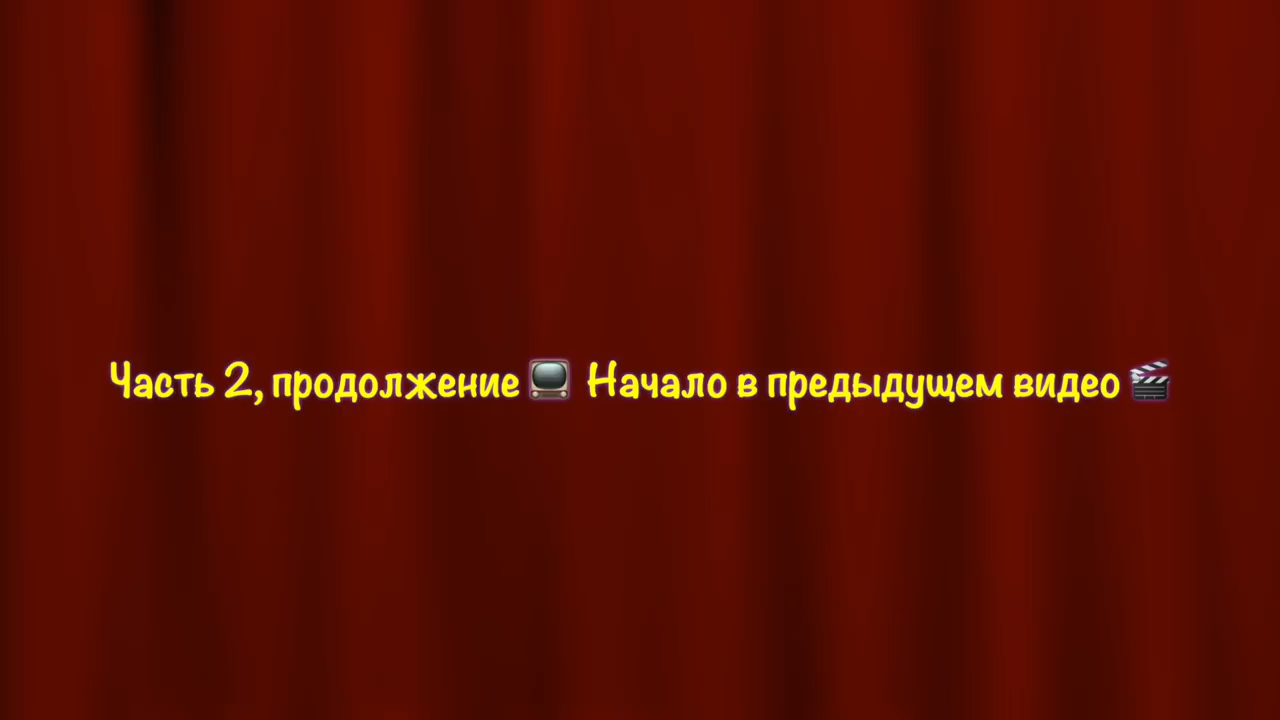 Часть 2, продолжение 📺 Начало в предыдущем видео 🎬